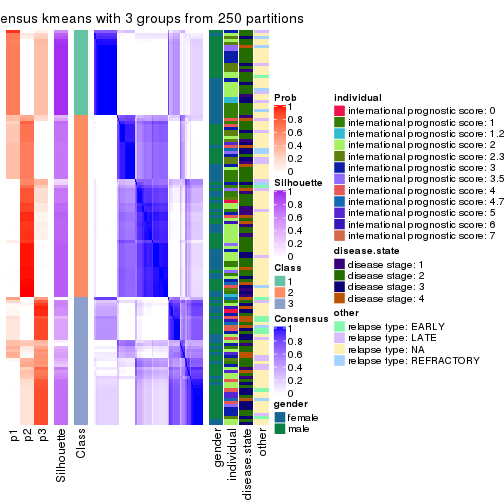 ensus kmeans with 3 groups from 250 partitions
p1
p2
p3
Silhouette
Class
gender
individual
disease.state
other
Prob
1
0.8
0.6
0.4
0.2
0
Silhouette
1
0.8
0.6
0.4
0.2
0
Class
1
2
3
Consensus
1
0.8
0.6
0.4
0.2
0
gender
female
male
individual
international prognostic score: 0
international prognostic score: 1
international prognostic score: 1.2
international prognostic score: 2
international prognostic score: 2.3
international prognostic score: 3
international prognostic score: 3.5
international prognostic score: 4
international prognostic score: 4.7
international prognostic score: 5
international prognostic score: 6
international prognostic score: 7
disease.state
disease stage: 1
disease stage: 2
disease stage: 3
disease stage: 4
other
relapse type: EARLY
relapse type: LATE
relapse type: NA
relapse type: REFRACTORY